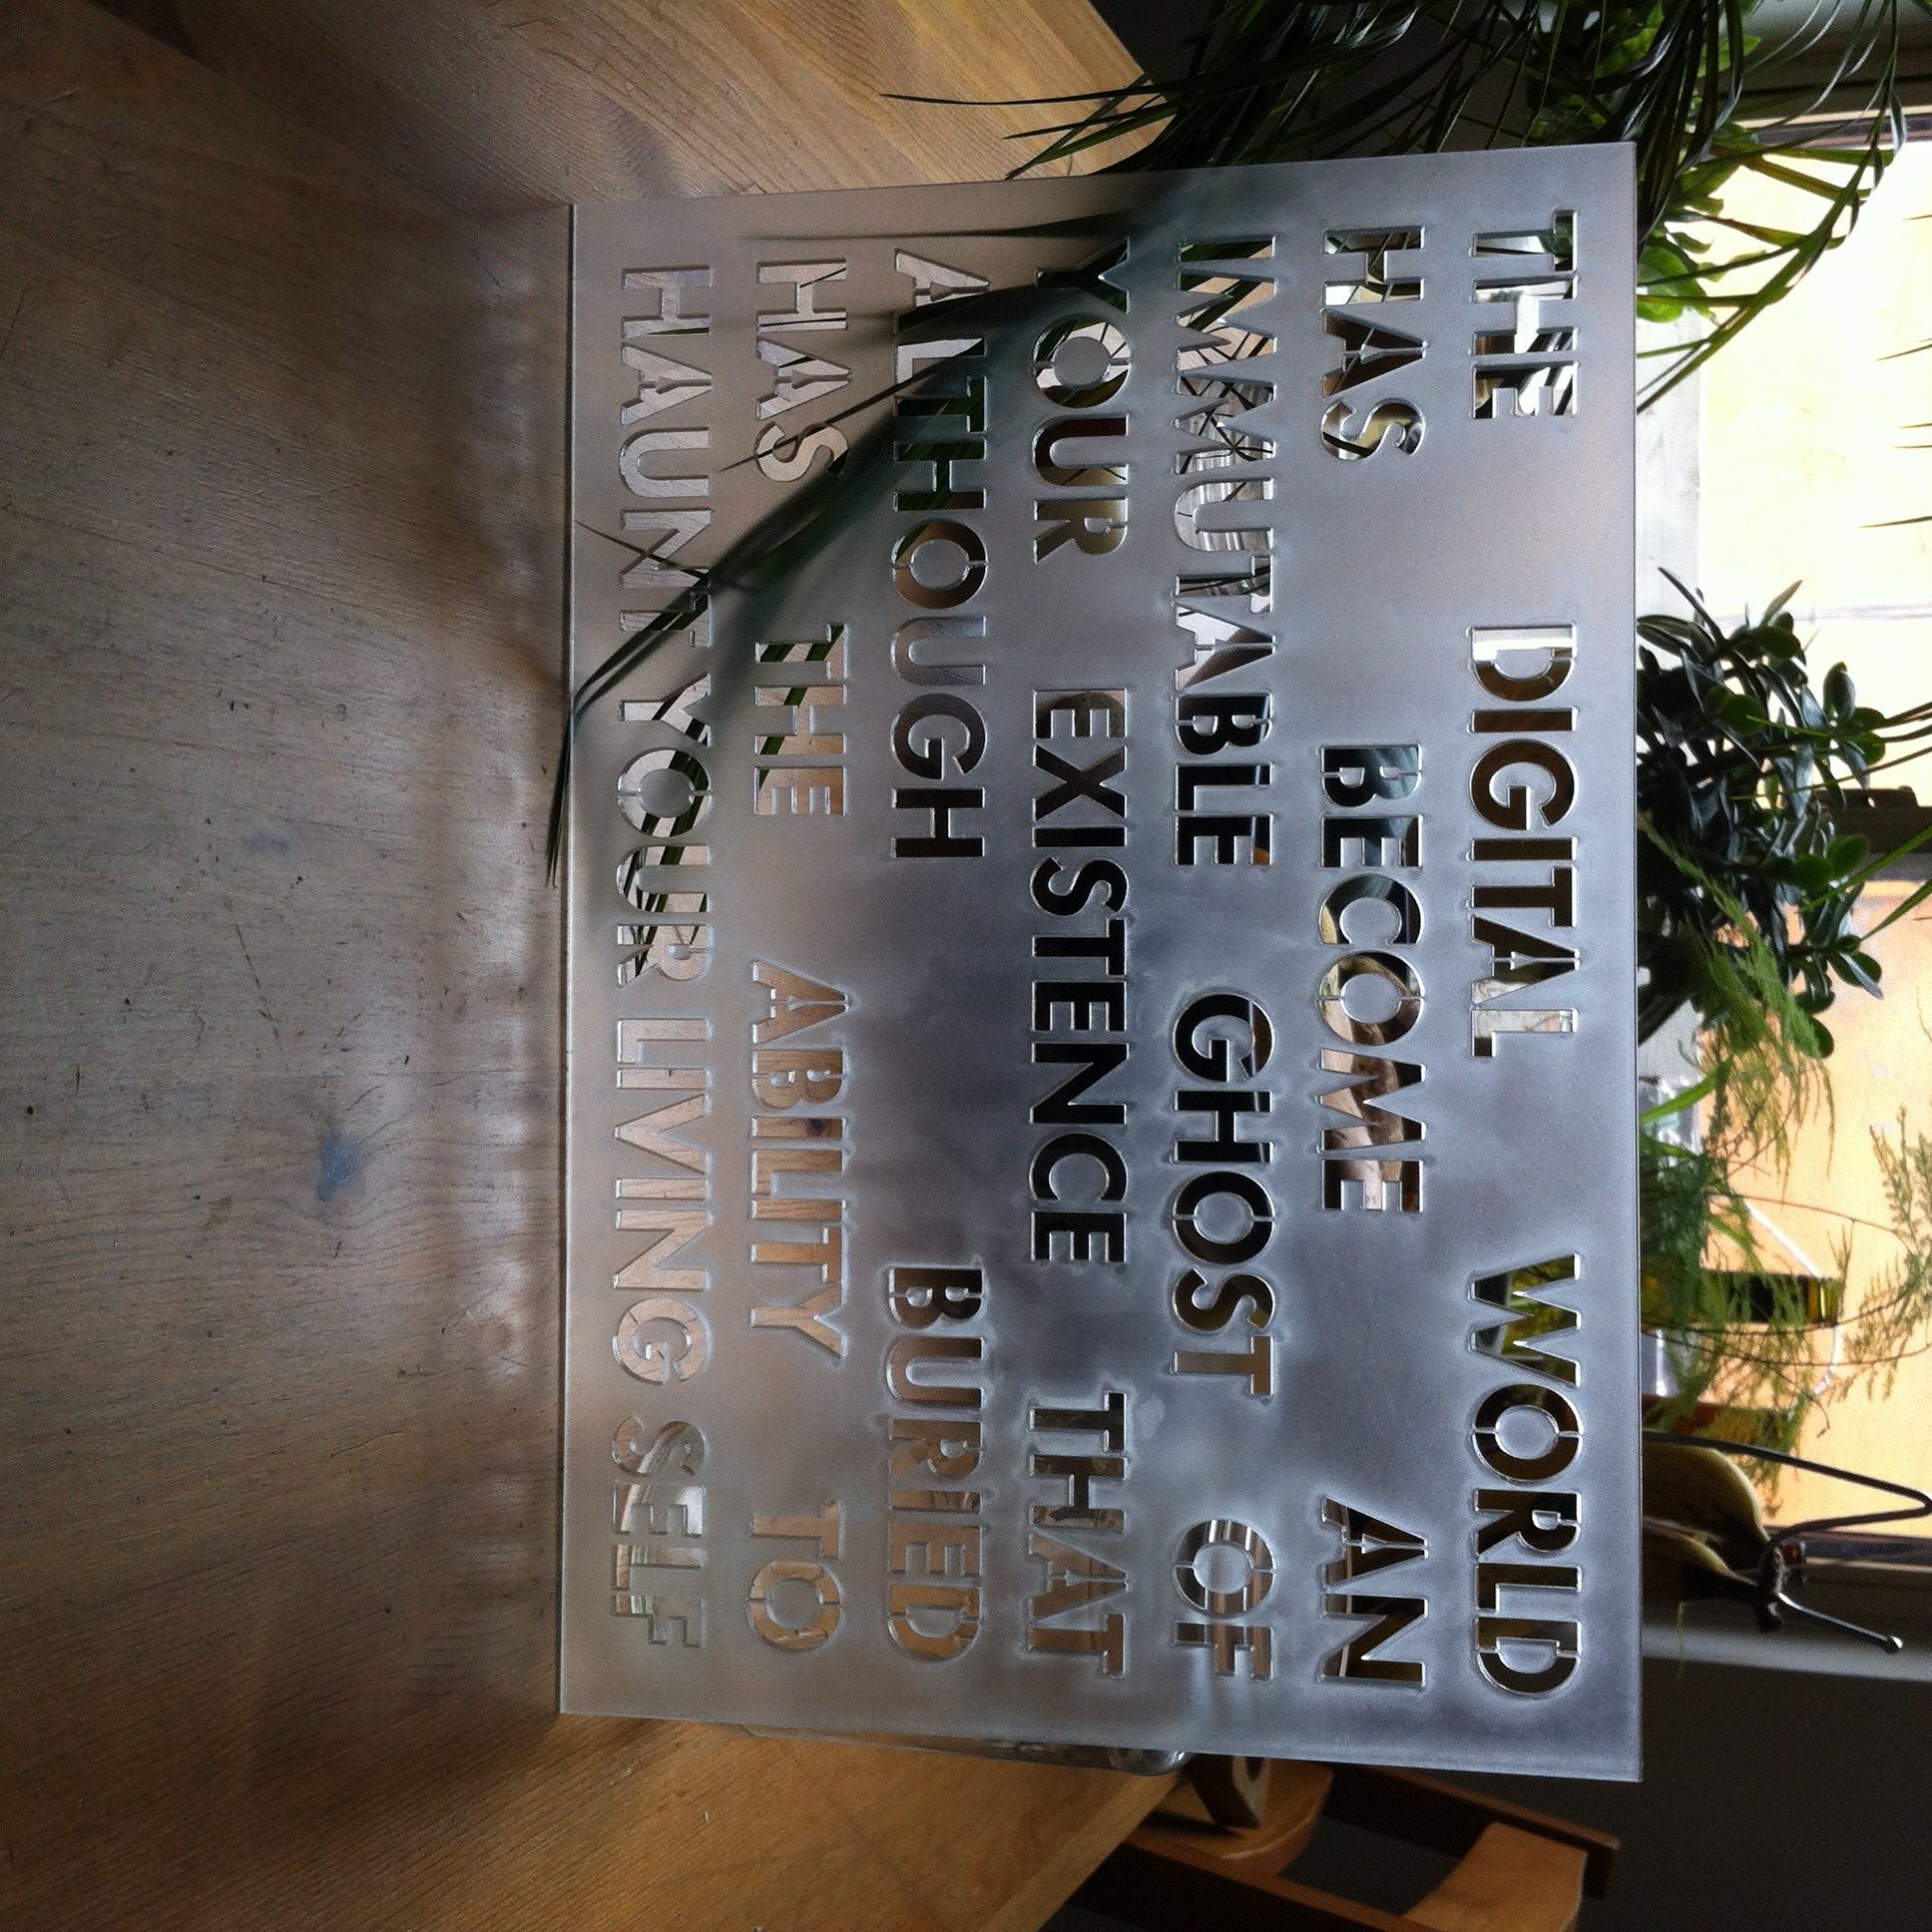 THE DIGITAL WORLD
HAS BECOME AN
IMMUTABLE GHOST OF
YOUR EXISTENCE THAT
ALTHOUGH BURIED
HAS THE ABILITY TO
HAUNT YOUR LIVING SELF